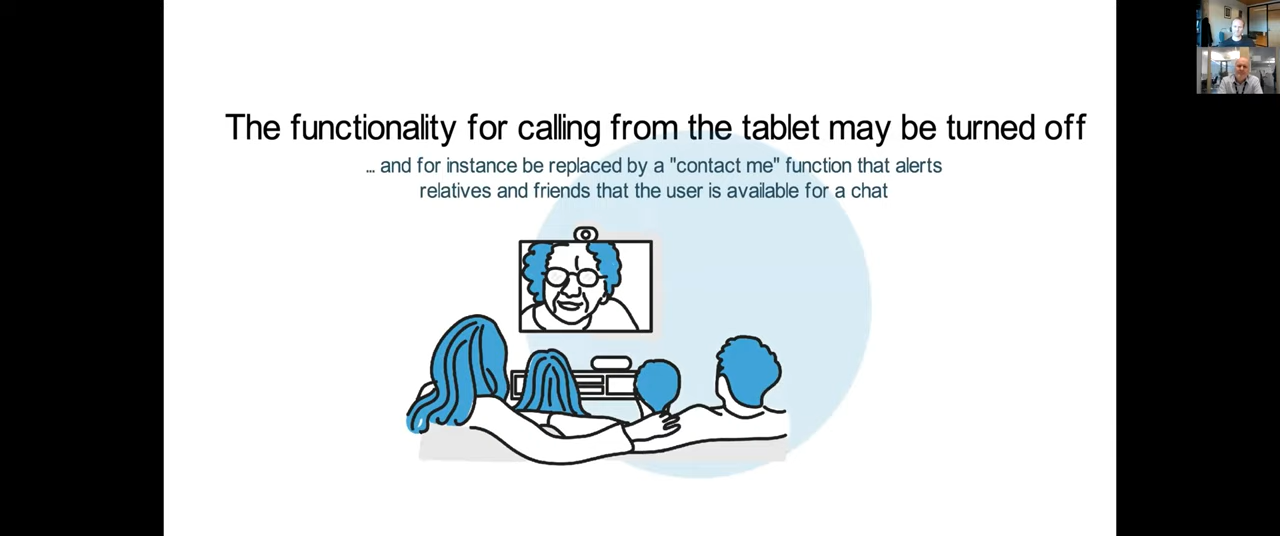 The functionality for calling from the tablet may be turned off
... and for instance be replaced by a "contact me" function that alerts
relatives and friends that the user is available for a chat